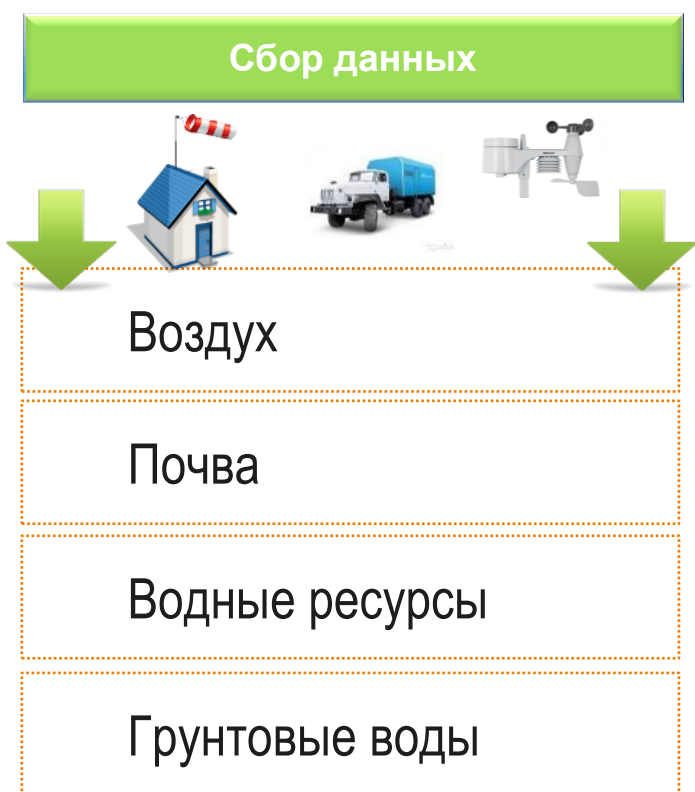 Сбор данных
Воздух
Почва
Водные ресурсы
Грунтовые воды